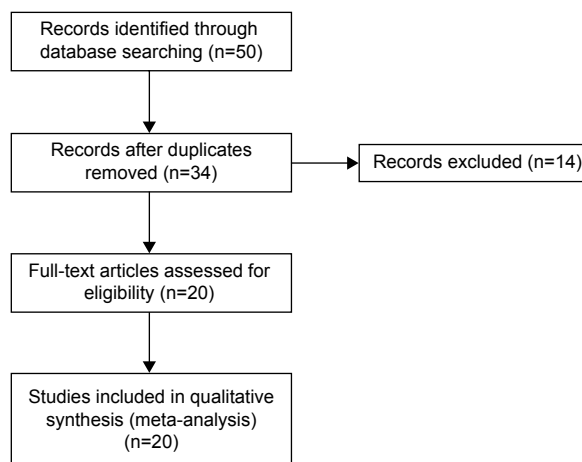 Records identified through
database searching (n=50)
Records after duplicates
removed (n=34)
Records excluded (n=14)
Full-text articles assessed for
eligibility (n=20)
Studies included in qualitative
synthesis (meta-analysis)
(n=20)